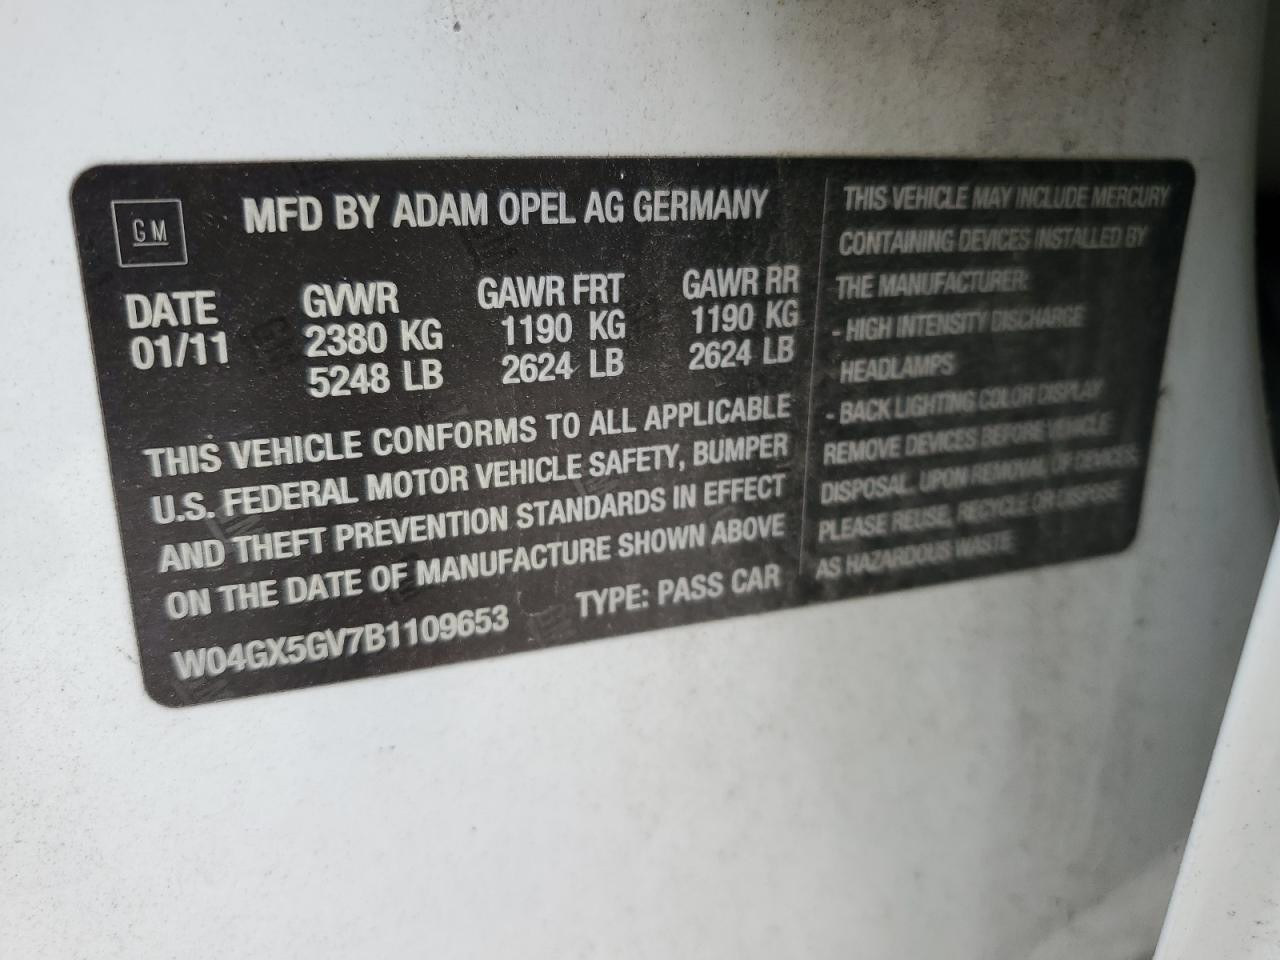 GM
MFD BY ADAM OPEL AG GERMANY
DATE
01/11
GVWR
2380 KG
5248 LB
GAWR FRT
1190 KG
2624 LB
GAWR RR
1190 KG
2624 LB
THIS VEHICLE CONFORMS TO ALL APPLICABLE
U.S. FEDERAL MOTOR VEHICLE SAFETY, BUMPER
AND THEFT PREVENTION STANDARDS IN EFFECT
ON THE DATE OF MANUFACTURE SHOWN ABOVE
W04GX5GV7B1109653
TYPE: PASS CAR
THIS VEHICLE MAY INCLUDE MERCURY
CONTAINING DEVICES INSTALLED BY
THE MANUFACTURER:
- HIGH INTENSITY DISCHARGE
HEADLAMPS
- BACK LIGHTING COLOR DISPLAY
REMOVE DEVICES BEFORE VEHICLE
DISPOSAL. UPON REMOVAL OF DEVICES,
PLEASE REUSE, RECYCLE OR DISPOSE
AS HAZARDOUS WASTE